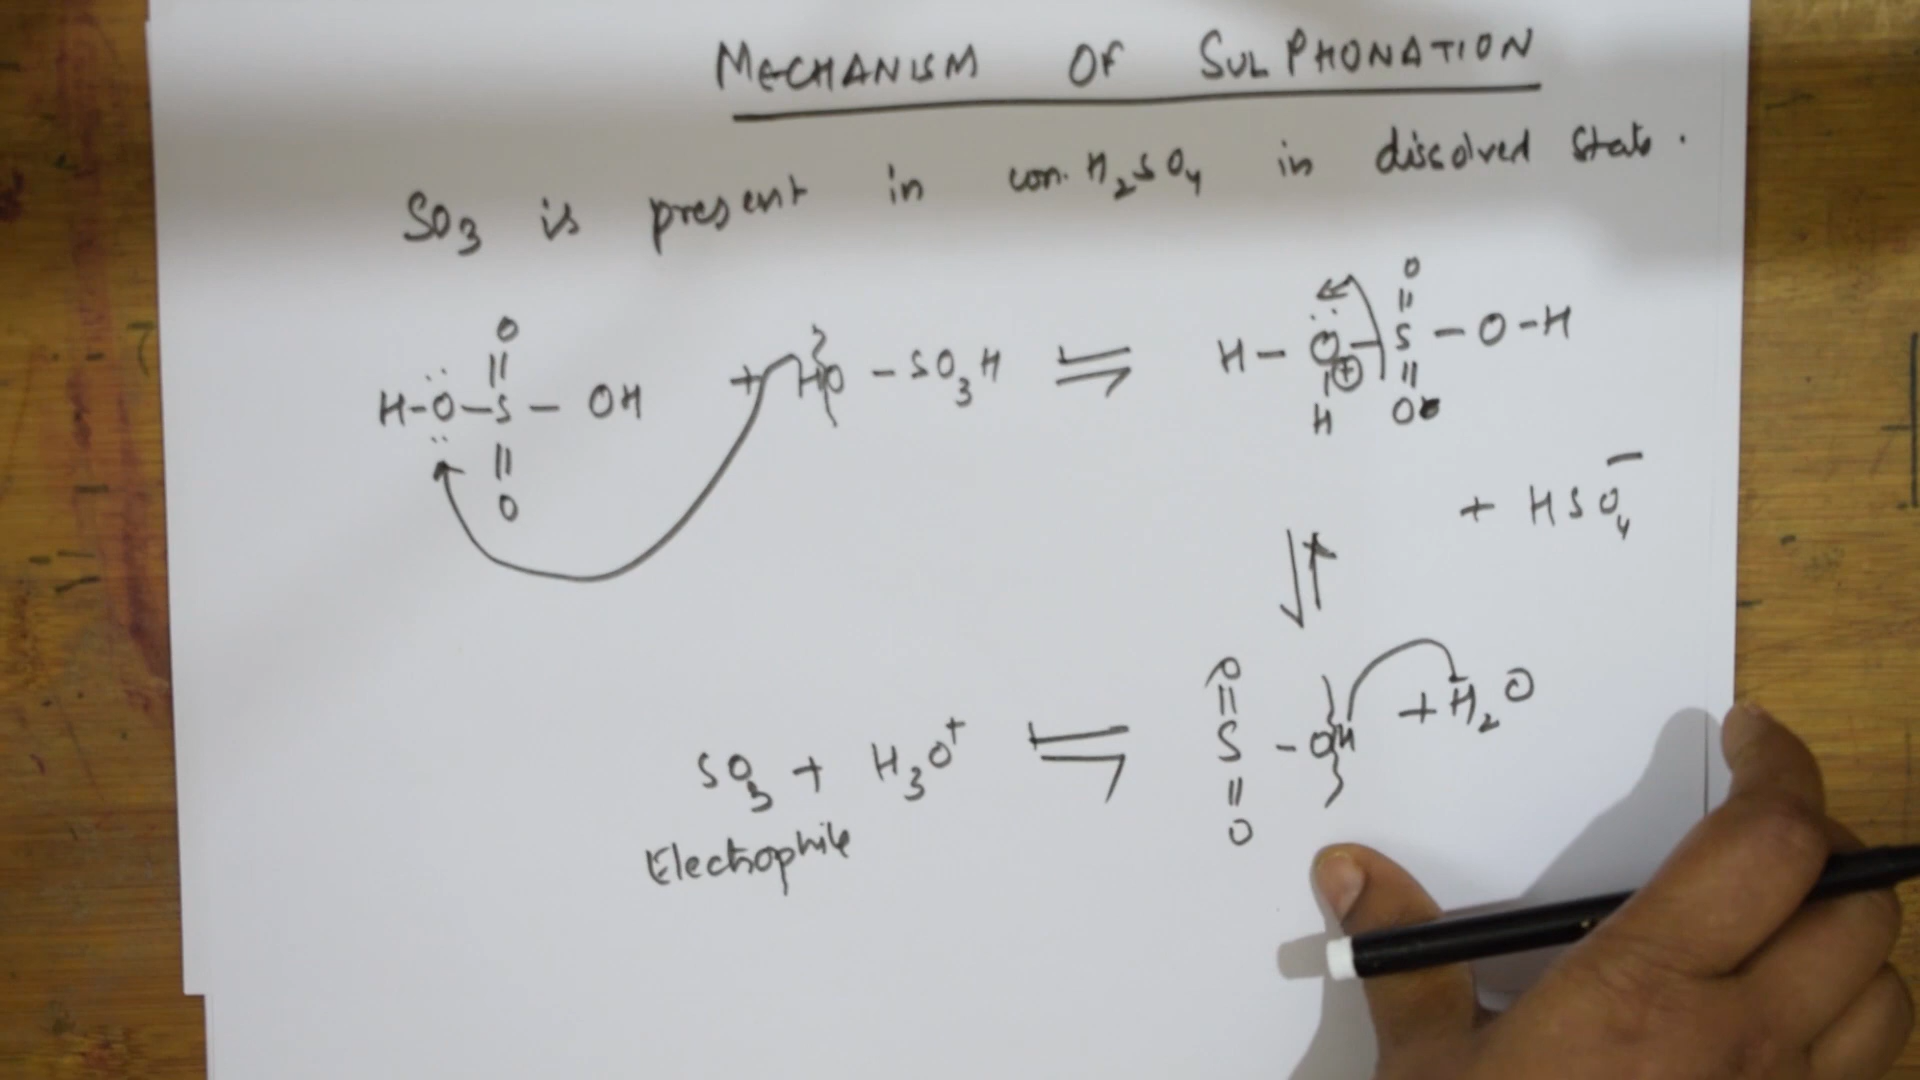 MECHANISM OF SULPHONATION
SO3 is present in con. H2SO4 in dissolved state.
O
||
H-O-S-OH + HO-SO3H ⇌ H-O-S-O-H
||
O
O
||
⊕
H
||
O
+ HSO4⁻
⇌
O
||
SO3 + H3O+ ⇌ S-OH + H2O
||
O
Electrophile